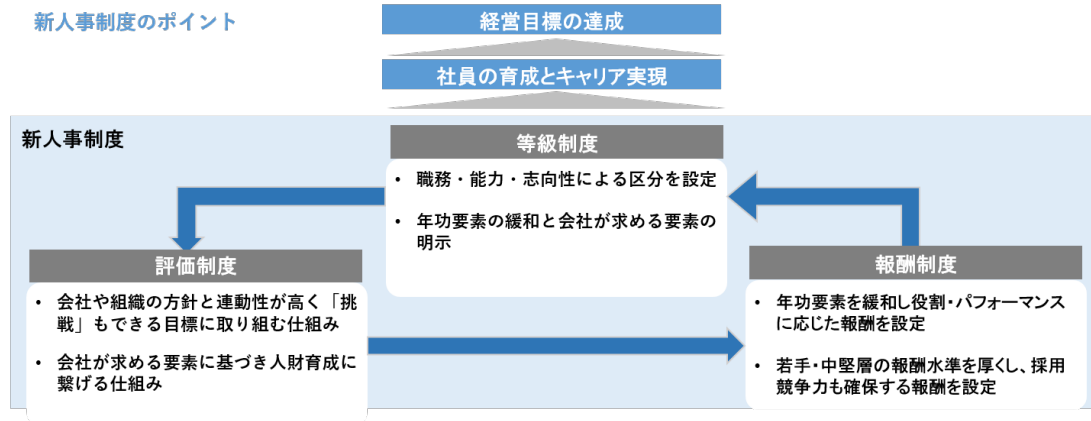 新人事制度のポイント
経営目標の達成
社員の育成とキャリア実現
新人事制度
等級制度
• 職務・能力・志向性による区分を設定
• 年功要素の緩和と会社が求める要素の
明示
評価制度
• 会社や組織の方針と連動性が高く「挑
戦」もできる目標に取り組む仕組み
• 会社が求める要素に基づき人財育成に
繋げる仕組み
報酬制度
• 年功要素を緩和し役割・パフォーマンス
に応じた報酬を設定
• 若手・中堅層の報酬水準を厚くし、採用
競争力も確保する報酬を設定